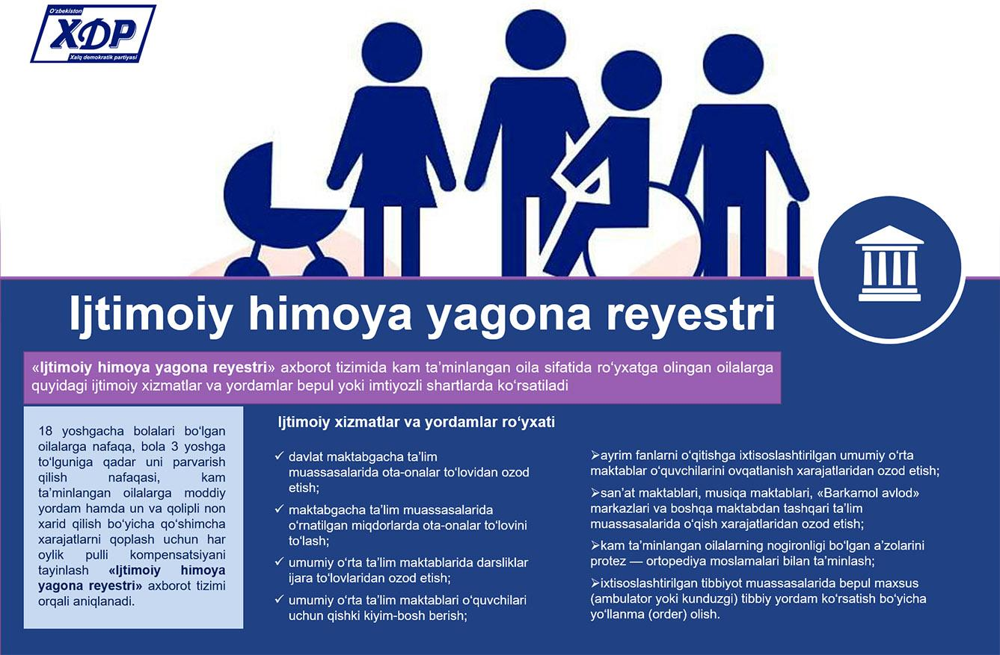 O‘zbekiston
XDP
Xalq demokratik partiyasi
Ijtimoiy himoya yagona reyestri
«Ijtimoiy himoya yagona reyestri» axborot tizimida kam ta’minlangan oila sifatida ro‘yxatga olingan oilalarga
quyidagi ijtimoiy xizmatlar va yordamlar bepul yoki imtiyozli shartlarda ko‘rsatiladi
18 yoshgacha bolalari bo‘lgan
oilalarga nafaqa, bola 3 yoshga
to‘lguniga qadar uni parvarish
qilish nafaqasi, kam
ta’minlangan oilalarga moddiy
yordam hamda un va qolipli non
xarid qilish bo‘yicha qo‘shimcha
xarajatlarni qoplash uchun har
oylik pulli kompensatsiyani
tayinlash «Ijtimoiy himoya
yagona reyestri» axborot tizimi
orqali aniqlanadi.
Ijtimoiy xizmatlar va yordamlar ro‘yxati
✓ davlat maktabgacha ta’lim
muassasalarida ota-onalar to‘lovidan ozod
etish;
✓ maktabgacha ta’lim muassasalarida
o‘rnatilgan miqdorlarda ota-onalar to‘lovini
to‘lash;
✓ umumiy o‘rta ta’lim maktablarida darsliklar
ijara to‘lovlaridan ozod etish;
✓ umumiy o‘rta ta’lim maktablari o‘quvchilari
uchun qishki kiyim-bosh berish;
➢ayrim fanlarni o‘qitishga ixtisoslashtirilgan umumiy o‘rta
maktablar o‘quvchilarini ovqatlanish xarajatlaridan ozod etish;
➢san’at maktablari, musiqa maktablari, «Barkamol avlod»
markazlari va boshqa maktabdan tashqari ta’lim
muassasalarida o‘qish xarajatlaridan ozod etish;
➢kam ta’minlangan oilalarning nogironligi bo‘lgan a’zolarini
protez — ortopediya moslamalari bilan ta’minlash;
➢ixtisoslashtirilgan tibbiyot muassasalarida bepul maxsus
(ambulator yoki kunduzgi) tibbiy yordam ko‘rsatish bo‘yicha
yo‘llanma (order) olish.